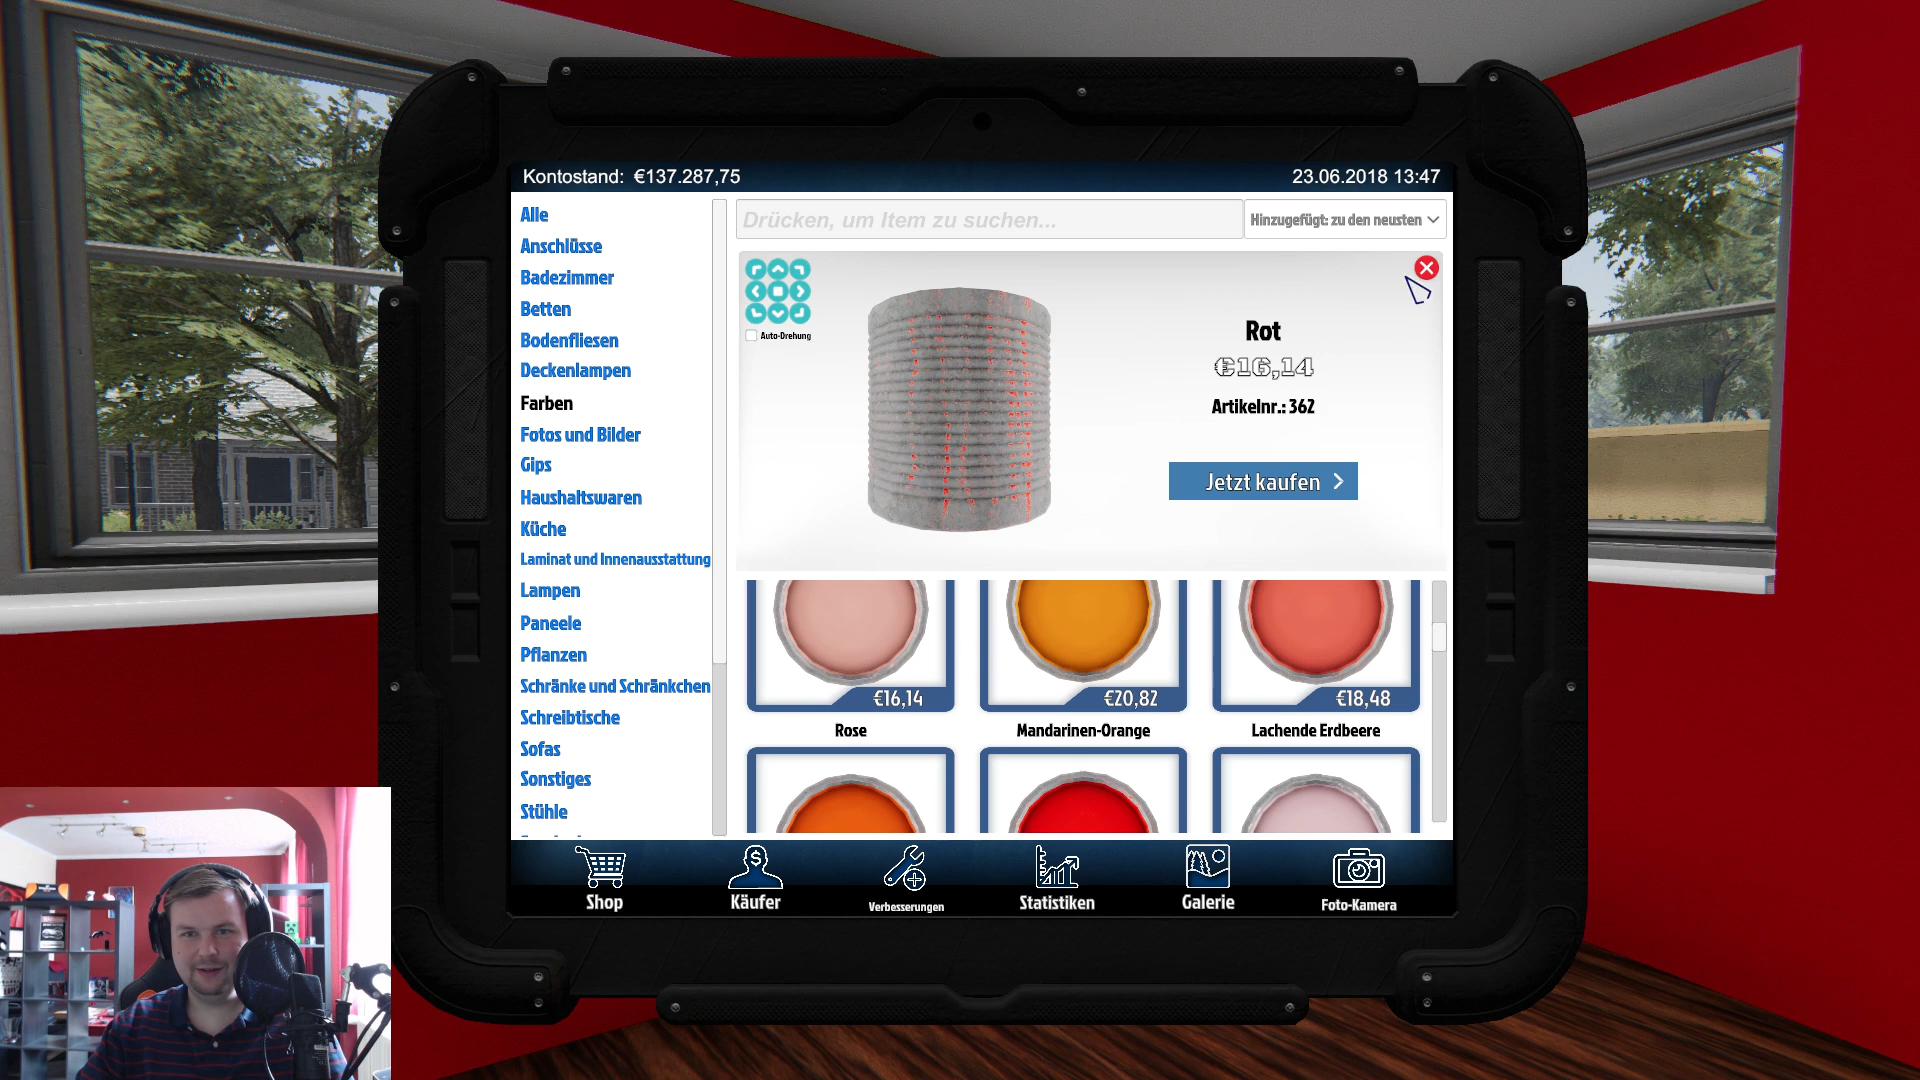 Kontostand: €137.287,75
23.06.2018 13:47
Alle
Anschlüsse
Badezimmer
Betten
Bodenfliesen
Deckenlampen
Farben
Fotos und Bilder
Gips
Haushaltswaren
Küche
Laminat und Innenausstattung
Lampen
Paneele
Pflanzen
Schränke und Schränkchen
Schreibtische
Sofas
Sonstiges
Stühle
Drücken, um Item zu suchen...
Hinzugefügt: zu den neusten
Auto-Drehung
Rot
€16,14
Artikelnr.: 362
Jetzt kaufen
€16,14
€20,82
€18,48
Rose
Mandarinen-Orange
Lachende Erdbeere
Shop
Käufer
Verbesserungen
Statistiken
Galerie
Foto-Kamera